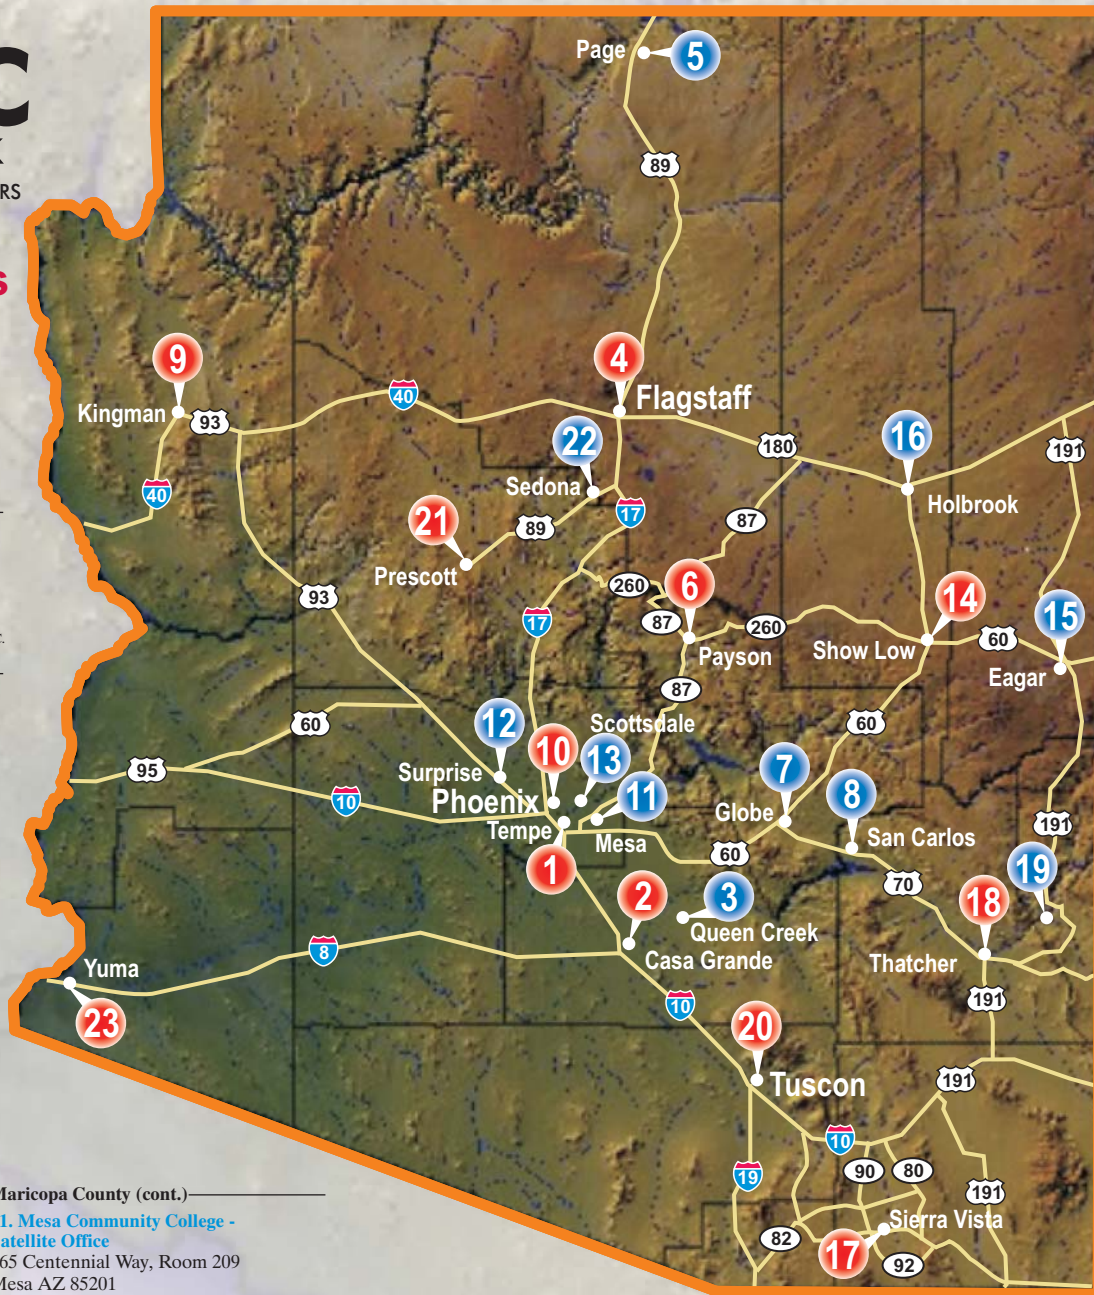 C
K
RS
s
Page
5
89
9
Kingman
93
40
40
4
Flagstaff
180
16
Holbrook
191
22
Sedona
17
21
89
Prescott
87
93
17
260
6
87
260
Payson
14
Show Low
60
15
Eagar
87
60
95
10
12
Surprise
Scottsdale
10
13
Phoenix
11
Tempe
Mesa
1
60
7
Globe
8
San Carlos
60
70
191
19
18
Thatcher
191
2
3
Queen Creek
Casa Grande
8
Yuma
23
10
20
Tuscon
191
10
19
90
80
191
Sierra Vista
82
17
92
Maricopa County (cont.)
1. Mesa Community College -
atellite Office
65 Centennial Way, Room 209
Mesa AZ 85201